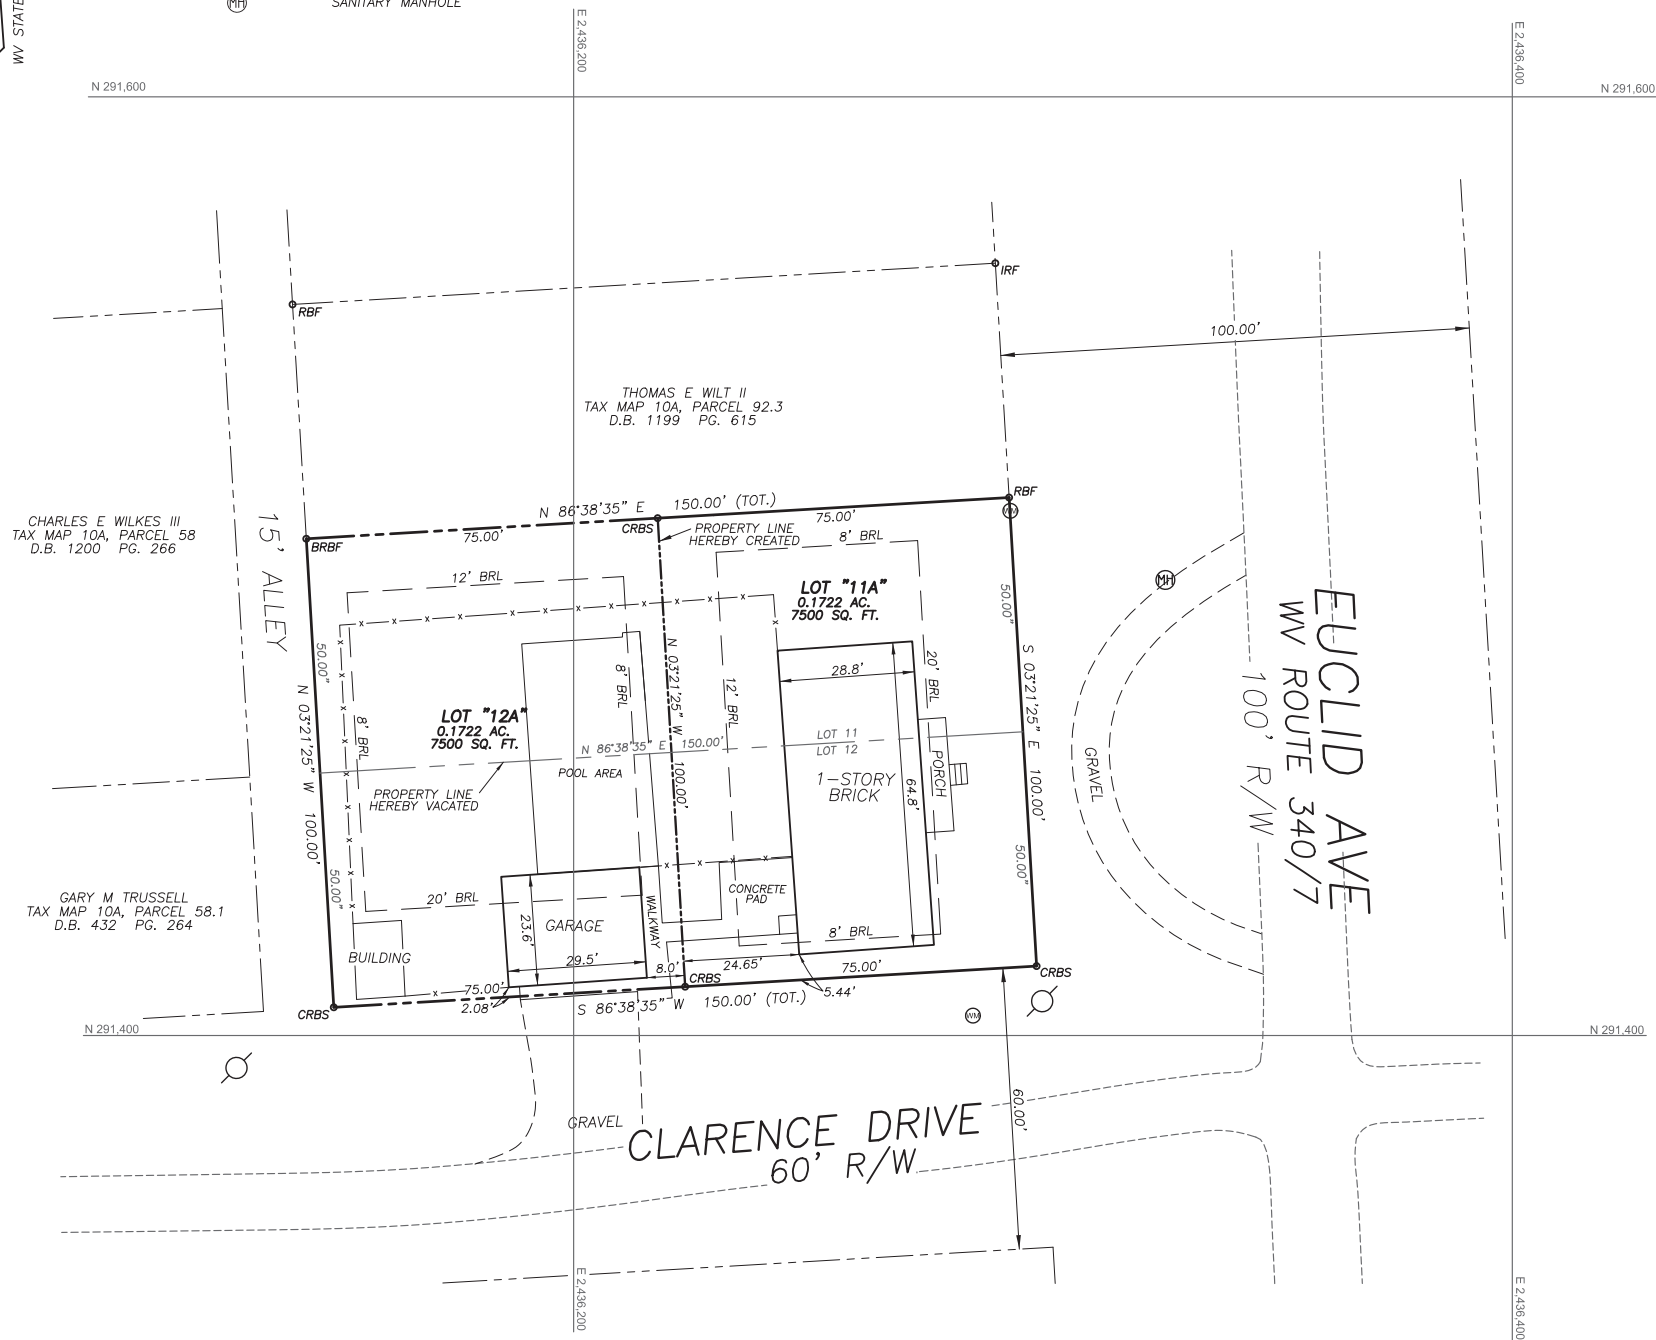 MH
SANITARY MANHOLE
WV STATE
E 2,436,200
E 2,436,400
N 291,600
N 291,600
IRF
RBF
100.00'
THOMAS E WILT II
TAX MAP 10A, PARCEL 92.3
D.B. 1199 PG. 615
RBF
WM
N 86°38'35" E 150.00' (TOT.)
75.00'
75.00'
CRBS
BRBF
PROPERTY LINE
HEREBY CREATED
8' BRL
CHARLES E WILKES III
TAX MAP 10A, PARCEL 58
D.B. 1200 PG. 266
15' ALLEY
12' BRL
LOT "11A"
0.1722 AC.
7500 SQ. FT.
MH
50.00"
50.00"
N 03°21'25" W 100.00'
8' BRL
8' BRL
N 03°21'25" W 100.00'
12' BRL
28.8'
20' BRL
S 03°21'25" E 100.00'
EUCLID AVE
WV ROUTE 340/7
100' R/W
GRAVEL
LOT "12A"
0.1722 AC.
7500 SQ. FT.
N 86°38'35" E 150.00'
LOT 11
LOT 12
POOL AREA
1-STORY
BRICK
64.8'
PORCH
PROPERTY LINE
HEREBY VACATED
50.00"
50.00"
GARY M TRUSSELL
TAX MAP 10A, PARCEL 58.1
D.B. 432 PG. 264
20' BRL
CONCRETE
PAD
WALKWAY
23.6'
GARAGE
8' BRL
BUILDING
29.5'
8.0'
24.65'
75.00'
CRBS
CRBS
75.00'
5.44'
2.08'
S 86°38'35" W 150.00' (TOT.)
CRBS
WM
N 291,400
N 291,400
60.00'
GRAVEL
CLARENCE DRIVE
60' R/W
E 2,436,200
E 2,436,400